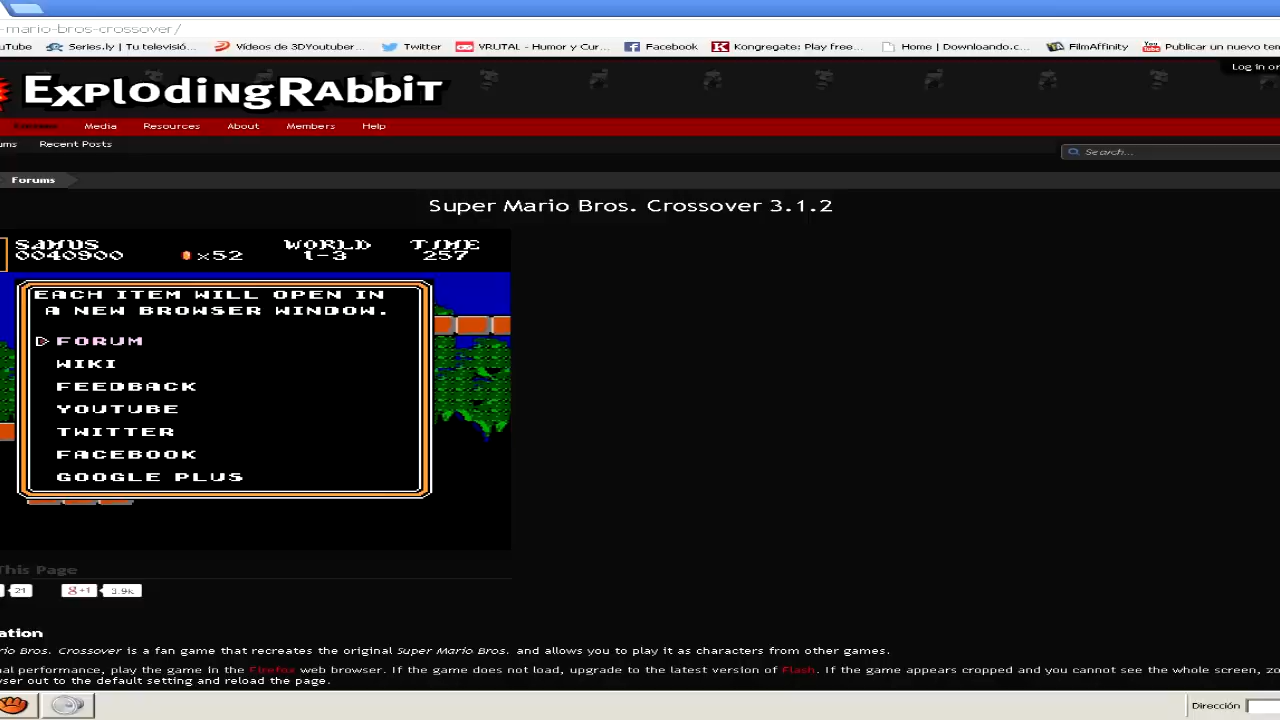 -mario-bros-crossover/
uTube Series.ly | Tu televisió... Vídeos de 3DYoutuber... Twitter VRUTAL - Humor y Cur... Facebook Kongregate: Play free... Home | Downloando.c... FilmAffinity Publicar un nuevo tem
Log in or
ExplodingRabbit
Media Resources About Members Help
ums Recent Posts
Search...
Forums
Super Mario Bros. Crossover 3.1.2
SAMUS WORLD TIME
0040900 x52 1-3 257
EACH ITEM WILL OPEN IN
A NEW BROWSER WINDOW.
FORUM
WIKI
FEEDBACK
YOUTUBE
TWITTER
FACEBOOK
GOOGLE PLUS
This Page
21 g+1 3.9k
ation
rio Bros. Crossover is a fan game that recreates the original Super Mario Bros. and allows you to play it as characters from other games.
nal performance, play the game in the Firefox web browser. If the game does not load, upgrade to the latest version of Flash. If the game appears cropped and you cannot see the whole screen, zo
wser out to the default setting and reload the page.
Dirección